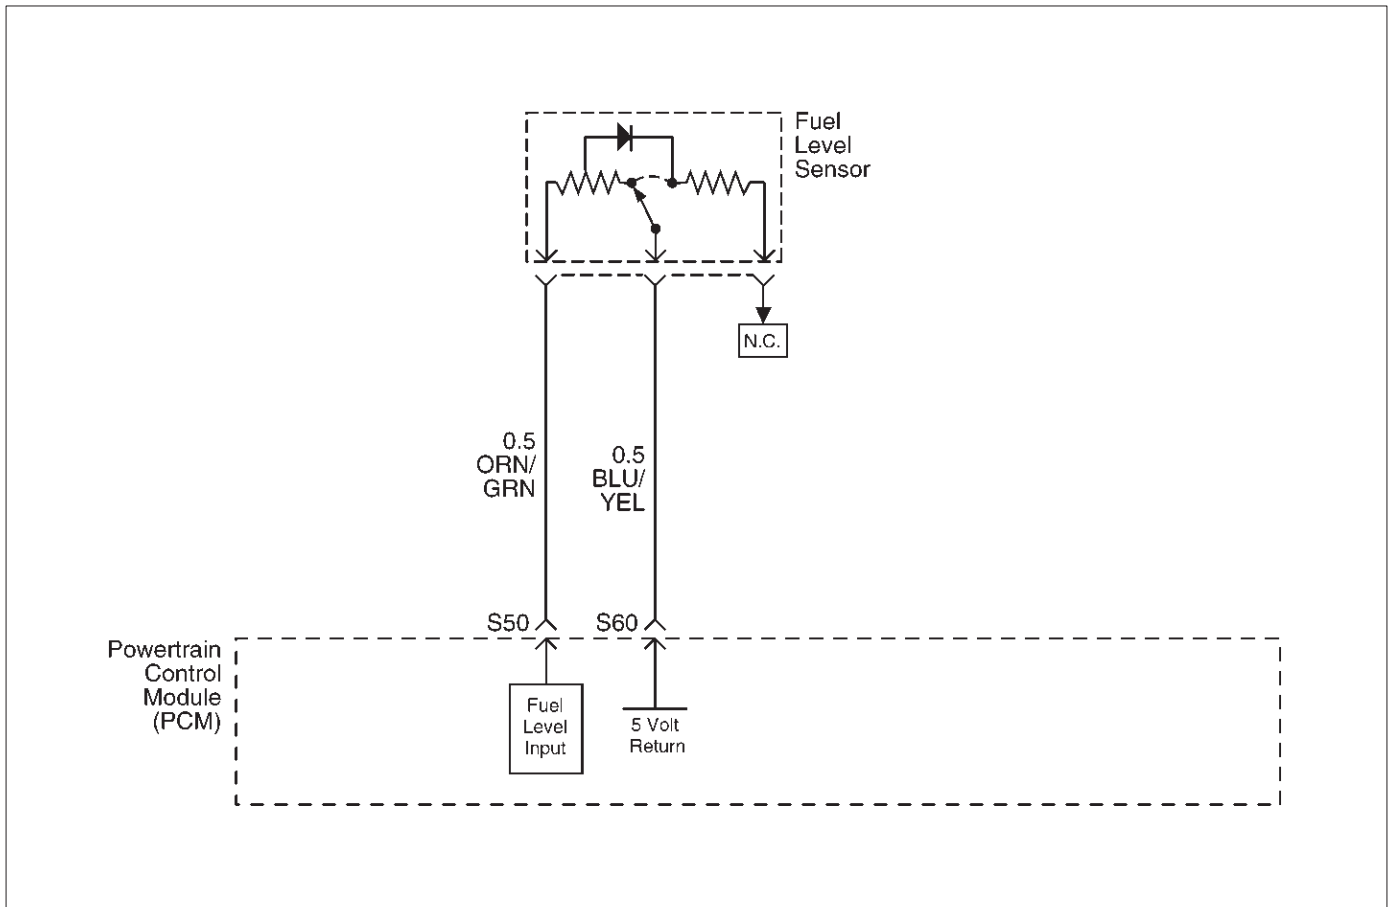 Fuel
Level
Sensor
N.C.
0.5
ORN/
GRN
0.5
BLU/
YEL
S50
S60
Powertrain
Control
Module
(PCM)
Fuel
Level
Input
5 Volt
Return